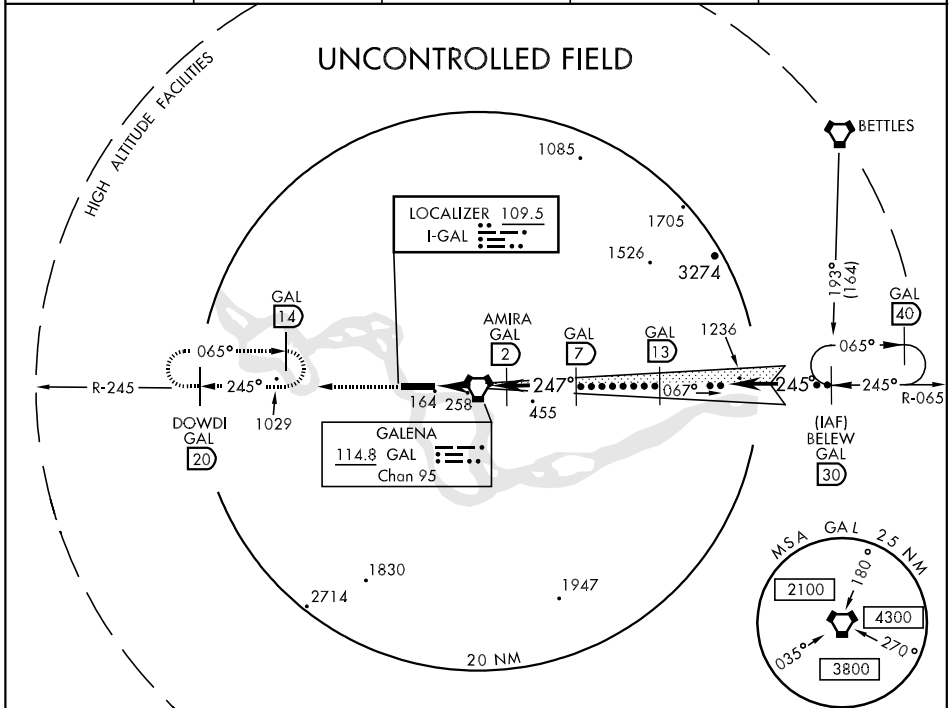 UNCONTROLLED FIELD
HIGH ALTITUDE FACILITIES
BETTLES
1085
LOCALIZER 109.5
I-GAL
1705
1526
3274
193°
(164)
GAL
14
AMIRA
GAL
2
GAL
7
GAL
13
1236
GAL
40
065°
065°
R-245
245°
247°
067°
245°
245°
R-065
164
258
455
DOWDI
GAL
20
1029
GALENA
114.8 GAL
Chan 95
(IAF)
BELEW
GAL
30
1830
2714
1947
20 NM
MSA GAL 25 NM
180°
2100
4300
035°
270°
3800